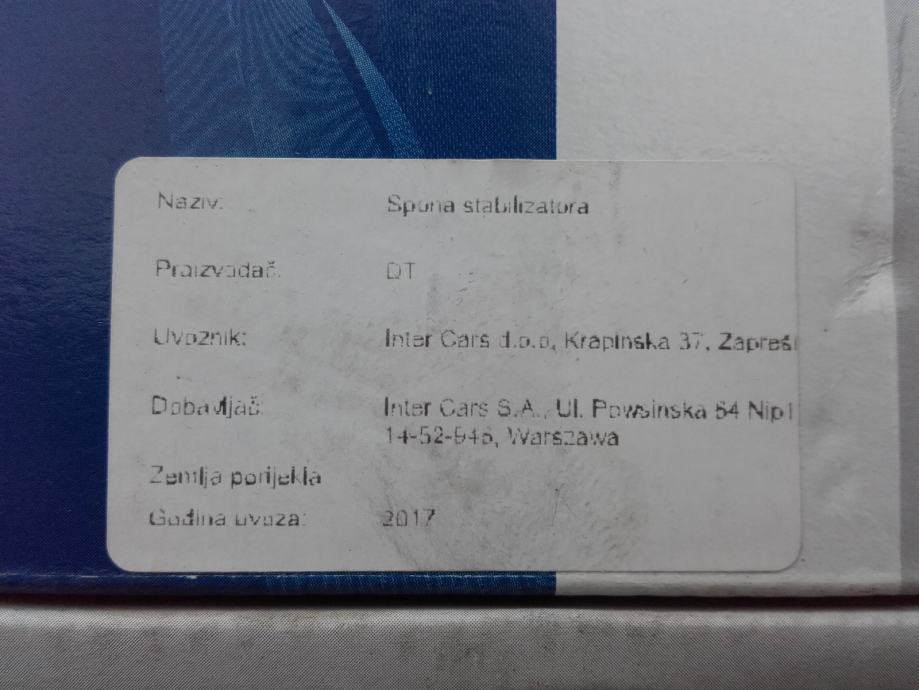 Naziv: Spona stabilizatora
Proizvođač: DT
Uvoznik: Inter Cars d.o.o, Krapinska 37, Zapreši
Dobavljač: Inter Cars S.A., Ul. Powsinska 64 Nip1
14-52-946, Warszawa
Zemlja porijekla
Godina uvoza: 2017